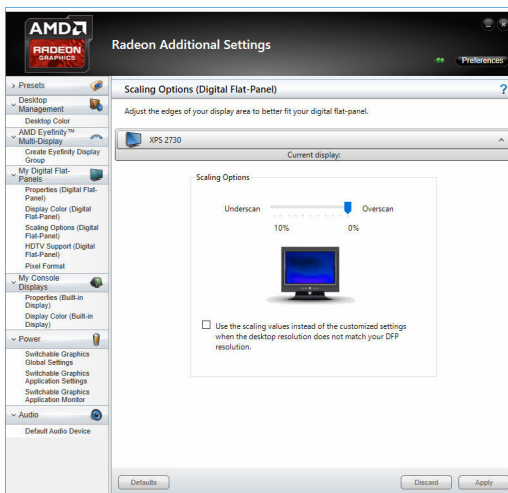 AMD
RADEON
GRAPHICS
Radeon Additional Settings
Preferences
Presets
Desktop
Management
Desktop Color
AMD Eyefinity™
Multi-Display
Create Eyefinity Display
Group
My Digital Flat-
Panels
Properties (Digital Flat-
Panel)
Display Color (Digital
Flat-Panel)
Scaling Options (Digital
Flat-Panel)
HDTV Support (Digital
Flat-Panel)
Pixel Format
My Console
Displays
Properties (Built-in
Display)
Display Color (Built-in
Display)
Power
Switchable Graphics
Global Settings
Switchable Graphics
Application Settings
Switchable Graphics
Application Monitor
Audio
Default Audio Device
Scaling Options (Digital Flat-Panel)
?
Adjust the edges of your display area to better fit your digital flat-panel.
XPS 2730
Current display:
Scaling Options
Underscan Overscan
10% 0%
Use the scaling values instead of the customized settings
when the desktop resolution does not match your DFP
resolution.
Defaults Discard Apply